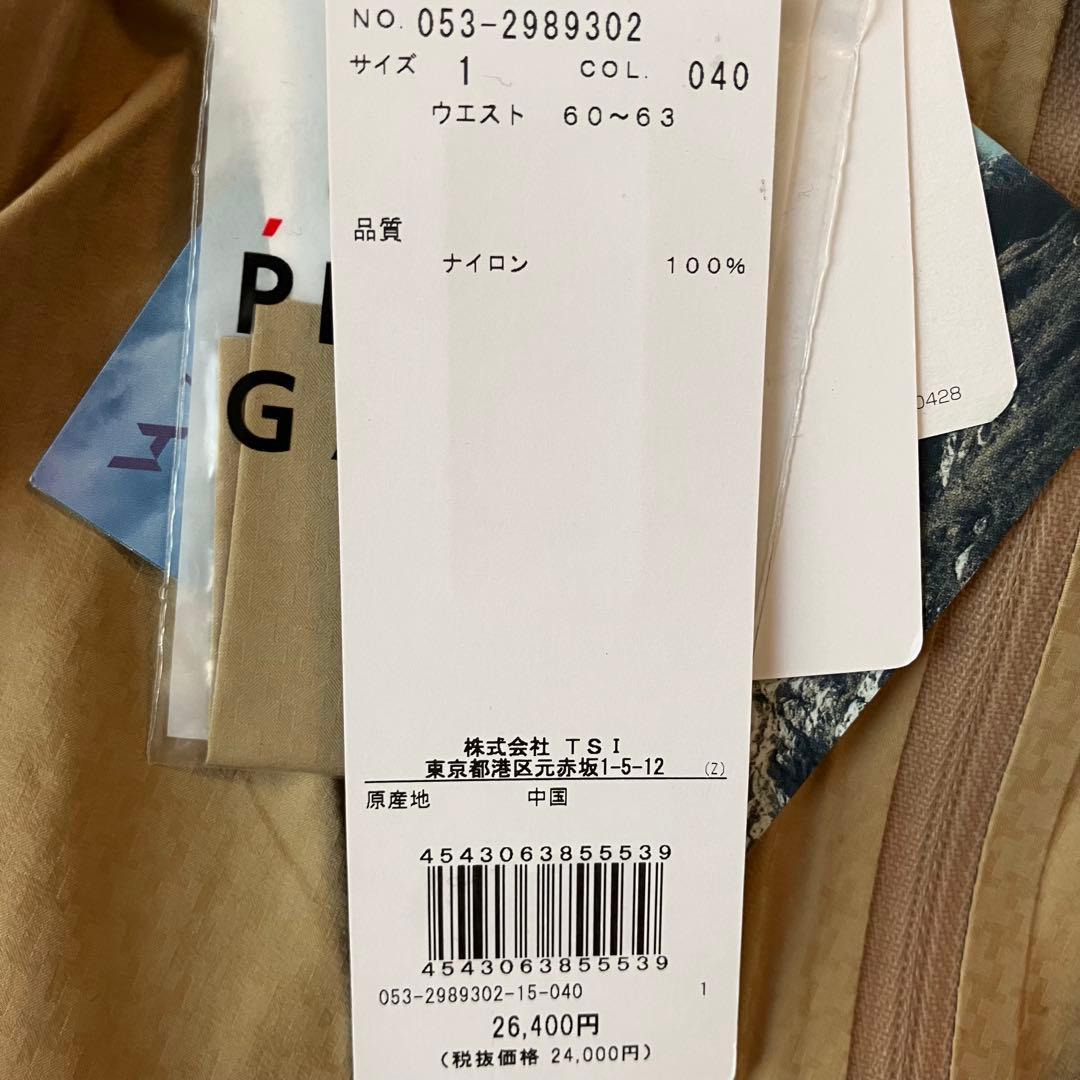 NO. 053-2989302
サイズ 1 COL. 040
ウエスト 60～63
品質
ナイロン 100%
P
G
0428
株式会社 TSI
東京都港区元赤坂1-5-12 (Z)
原産地 中国
4543063855539
4543063855539
053-2989302-15-040 1
26,400円
(税抜価格 24,000円)